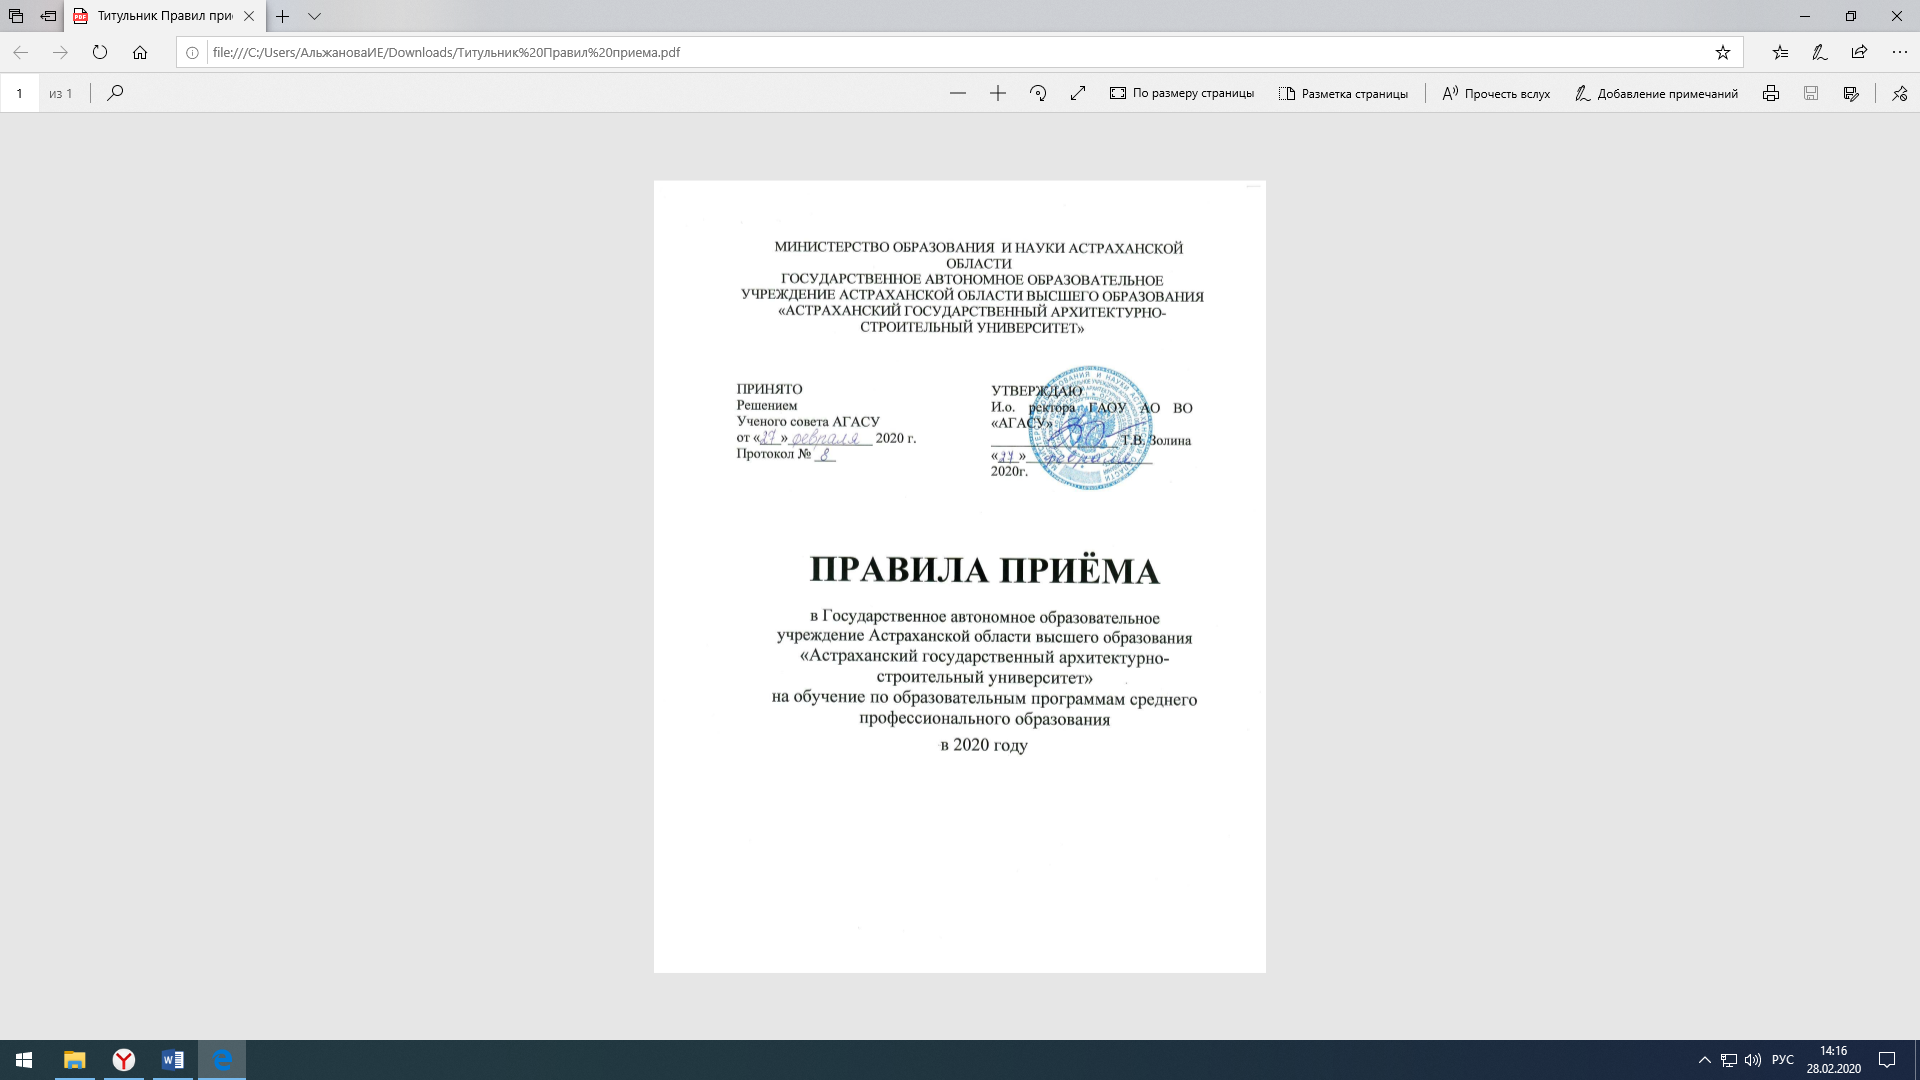 Титульник Правил при
file:///C:/Users/АльжановаИЕ/Downloads/Титульник%20Правил%20приема.pdf
1 из 1
По размеру страницы
Разметка страницы
Прочесть вслух
Добавление примечаний
МИНИСТЕРСТВО ОБРАЗОВАНИЯ И НАУКИ АСТРАХАНСКОЙ
ОБЛАСТИ
ГОСУДАРСТВЕННОЕ АВТОНОМНОЕ ОБРАЗОВАТЕЛЬНОЕ
УЧРЕЖДЕНИЕ АСТРАХАНСКОЙ ОБЛАСТИ ВЫСШЕГО ОБРАЗОВАНИЯ
«АСТРАХАНСКИЙ ГОСУДАРСТВЕННЫЙ АРХИТЕКТУРНО-
СТРОИТЕЛЬНЫЙ УНИВЕРСИТЕТ»
ПРИНЯТО
Решением
Ученого совета АГАСУ
от «27» февраля 2020 г.
Протокол № 8
УТВЕРЖДАЮ
И.о. ректора ГАОУ АО ВО
«АГАСУ»
Т.В. Золина
«27» февраля
2020г.
ПРАВИЛА ПРИЁМА
в Государственное автономное образовательное
учреждение Астраханской области высшего образования
«Астраханский государственный архитектурно-
строительный университет»
на обучение по образовательным программам среднего
профессионального образования
в 2020 году
РУС
14:16
28.02.2020